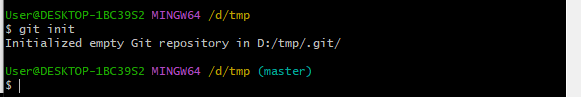 User@DESKTOP-1BC39S2 MINGW64 /d/tmp
$ git init
Initialized empty Git repository in D:/tmp/.git/
User@DESKTOP-1BC39S2 MINGW64 /d/tmp (master)
$